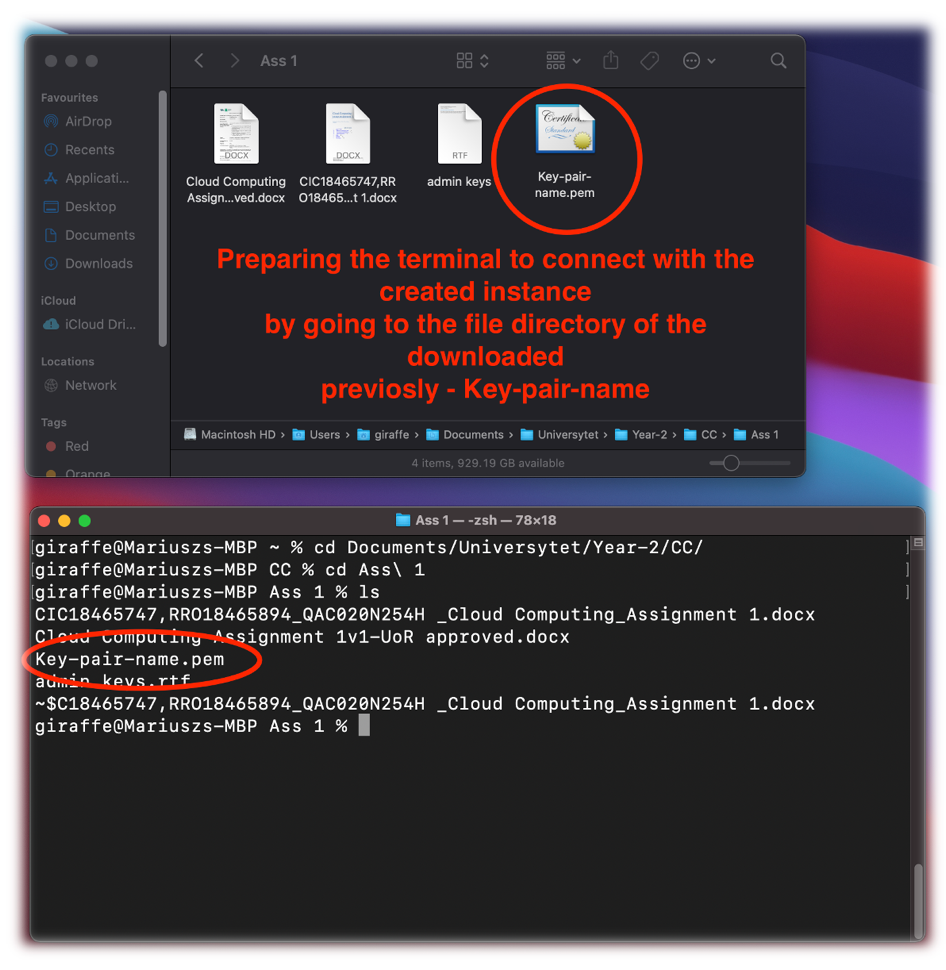 Ass 1
Favourites
AirDrop
Recents
Applicati...
Desktop
Documents
Downloads
iCloud
iCloud Dri...
Locations
Network
Tags
Red
Orange
DOCX
DOCX
RTF
Certifica
Standard
Cloud Computing
Assign...ved.docx
CIC18465747,RR
O18465...t 1.docx
admin keys
Key-pair-
name.pem
Preparing the terminal to connect with the
created instance
by going to the file directory of the
downloaded
previosly - Key-pair-name
Macintosh HD › Users › giraffe › Documents › Universytet › Year-2 › CC › Ass 1
4 items, 929.19 GB available
Ass 1 — -zsh — 78×18
[giraffe@Mariuszs-MBP ~ % cd Documents/Universytet/Year-2/CC/ ]
[giraffe@Mariuszs-MBP CC % cd Ass\ 1 ]
[giraffe@Mariuszs-MBP Ass 1 % ls ]
CIC18465747,RRO18465894_QAC020N254H _Cloud Computing_Assignment 1.docx
Cloud Computing Assignment 1v1-UoR approved.docx
Key-pair-name.pem
admin keys.rtf
~$C18465747,RRO18465894_QAC020N254H _Cloud Computing_Assignment 1.docx
giraffe@Mariuszs-MBP Ass 1 %